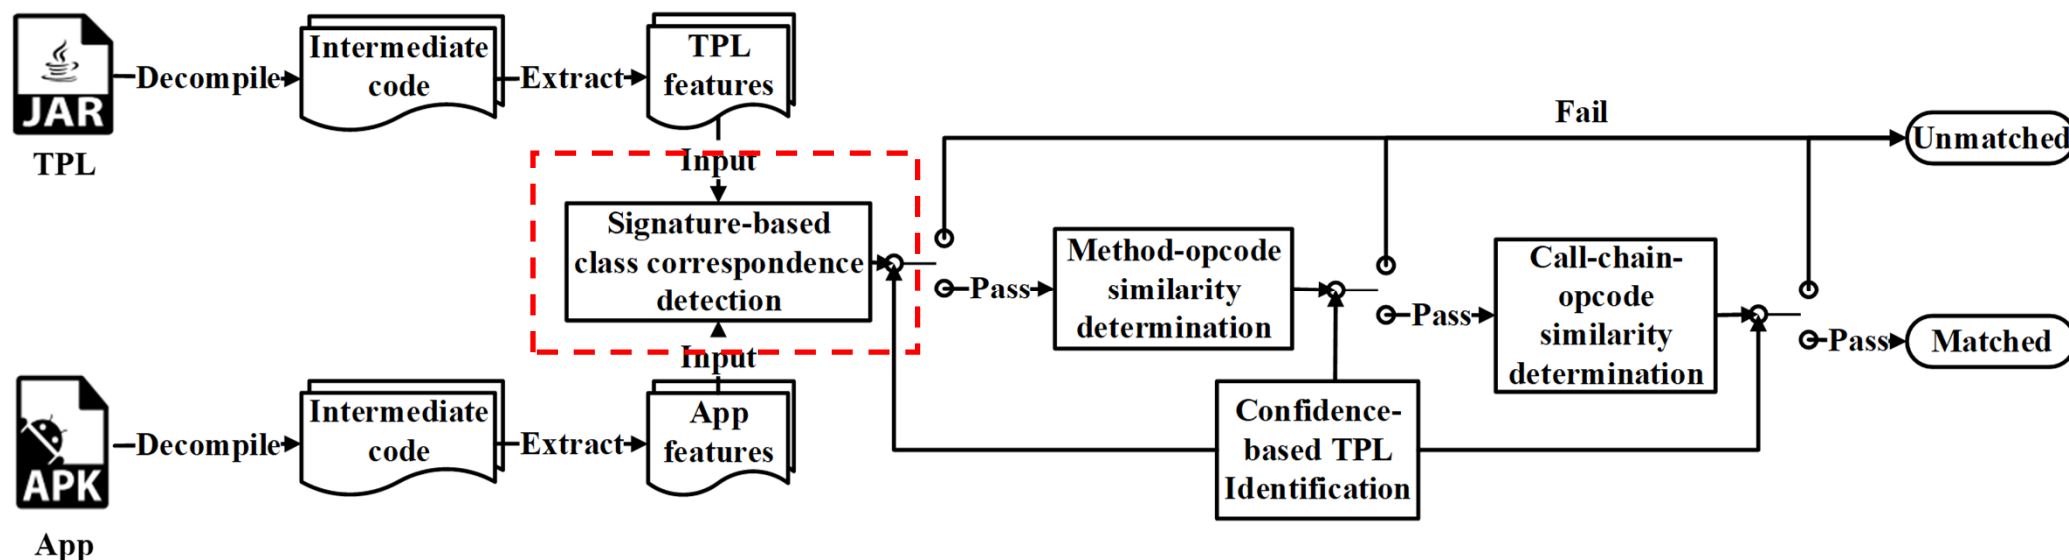 JAR
TPL
Decompile
Intermediate
code
Extract
TPL
features
Input
Signature-based
class correspondence
detection
Input
APK
App
Decompile
Intermediate
code
Extract
App
features
Fail
Unmatched
Pass
Method-opcode
similarity
determination
Pass
Call-chain-
opcode
similarity
determination
Pass
Matched
Confidence-
based TPL
Identification